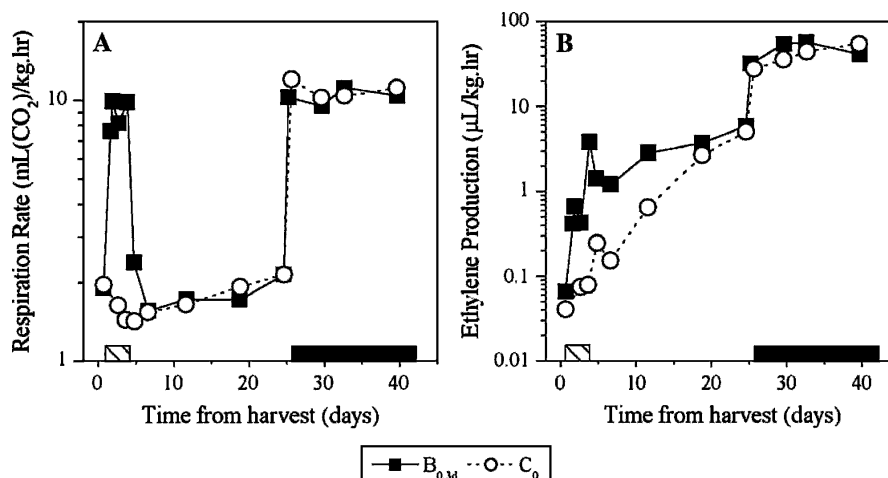 A
Respiration Rate (mL(CO₂)/kg.hr)
10
1
0 10 20 30 40
Time from harvest (days)
B
Ethylene Production (μL/kg.hr)
100
10
1
0.1
0.01
0 10 20 30 40
Time from harvest (days)
B₀,₃d C₀